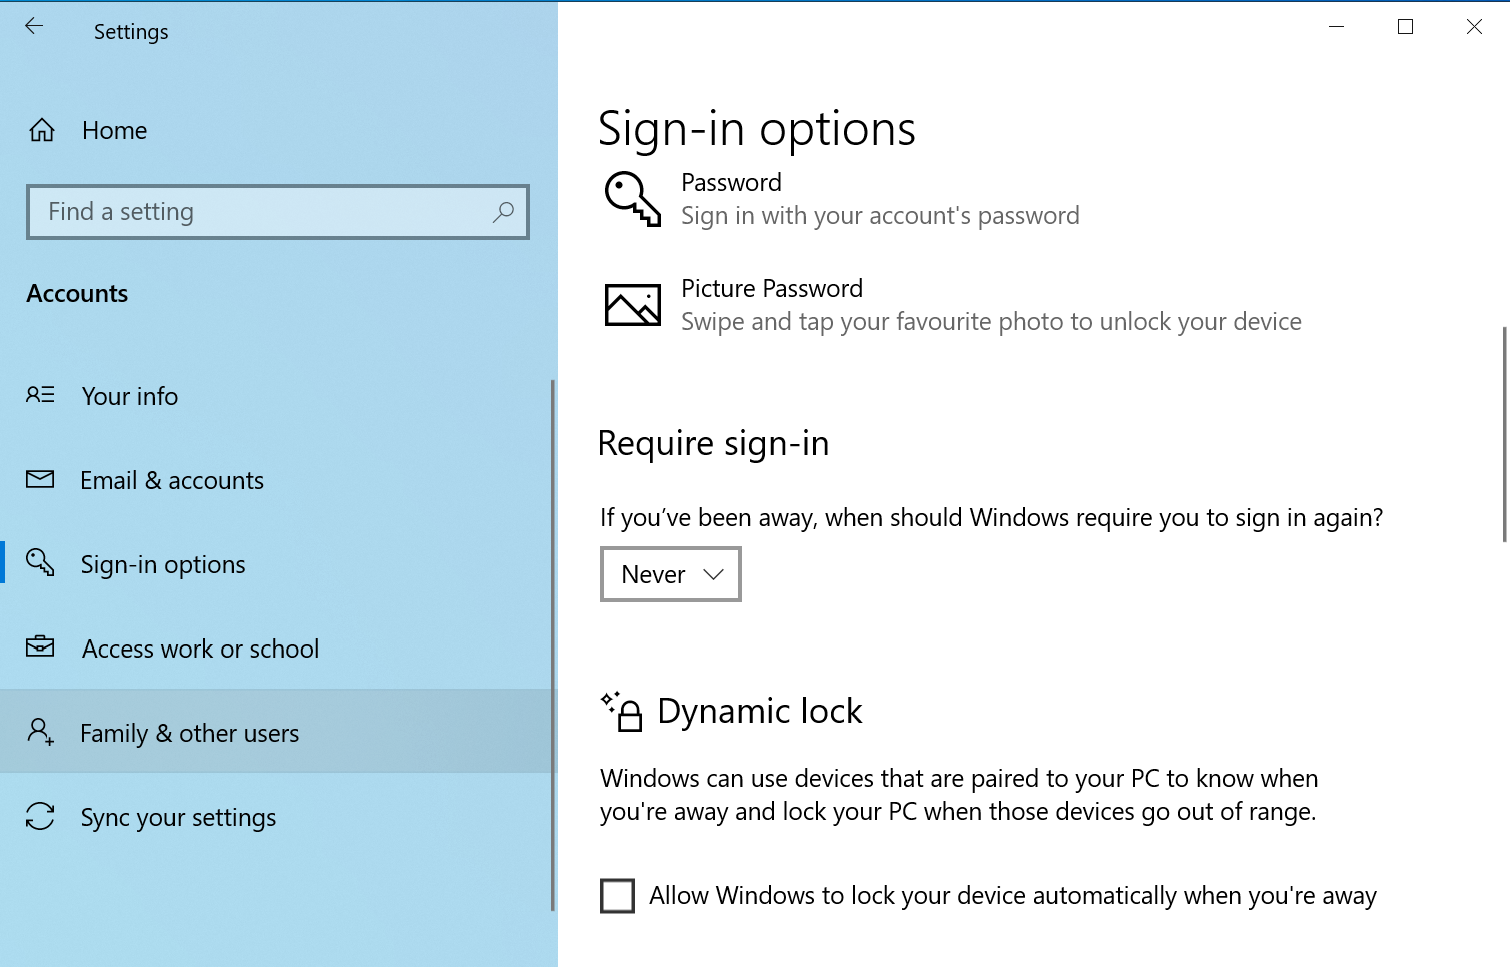 Settings
Home
Find a setting
Accounts
Your info
Email & accounts
Sign-in options
Access work or school
Family & other users
Sync your settings
Sign-in options
Password
Sign in with your account's password
Picture Password
Swipe and tap your favourite photo to unlock your device
Require sign-in
If you’ve been away, when should Windows require you to sign in again?
Never
Dynamic lock
Windows can use devices that are paired to your PC to know when
you're away and lock your PC when those devices go out of range.
Allow Windows to lock your device automatically when you're away